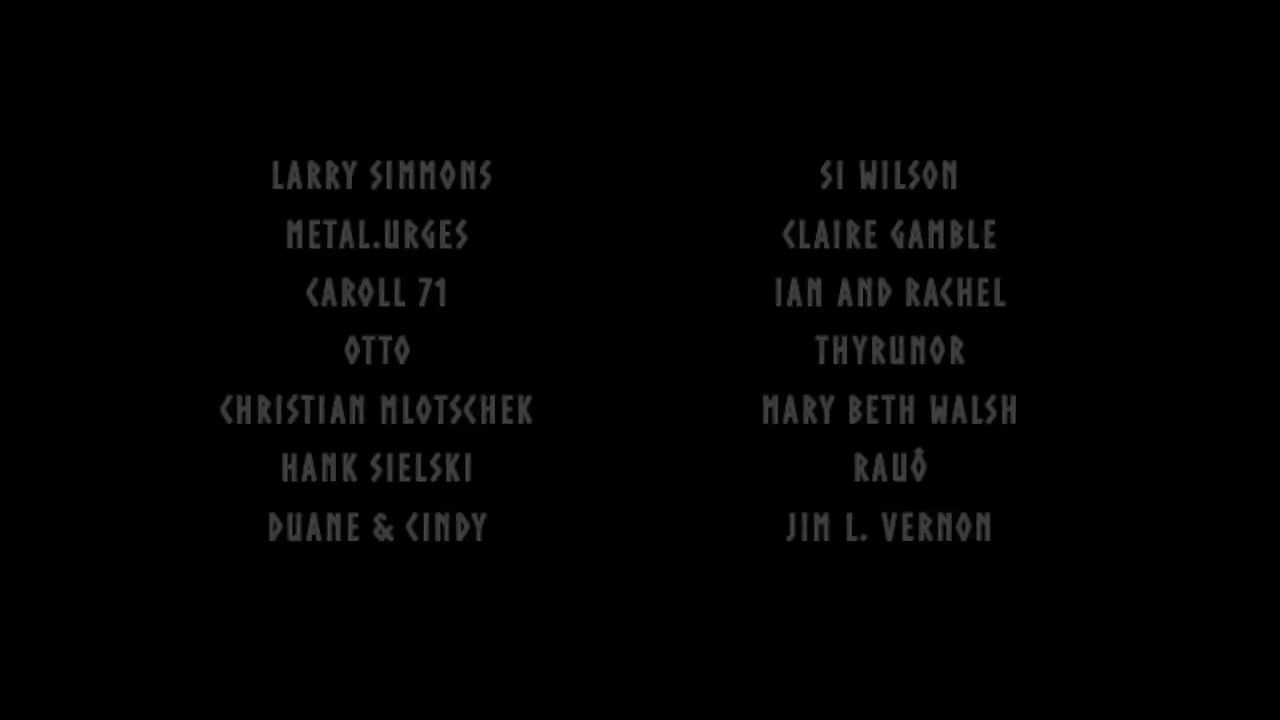 LARRY SIMMONS
METAL.URGES
CAROLL 71
OTTO
CHRISTIAN MLOTSCHEK
HANK SIELSKI
DUANE & CINDY
SI WILSON
CLAIRE GAMBLE
IAN AND RACHEL
THYRUNOR
MARY BETH WALSH
RAUÔ
JIM L. VERNON